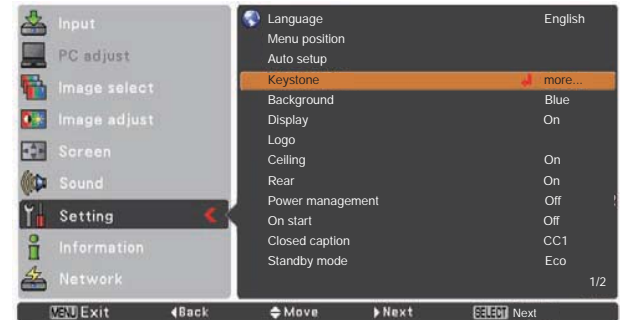 Input
PC adjust
Image select
Image adjust
Screen
Sound
Setting
Information
Network
Language English
Menu position
Auto setup
Keystone more...
Background Blue
Display On
Logo
Ceiling On
Rear On
Power management Off
On start Off
Closed caption CC1
Standby mode Eco
1/2
MENU Exit Back Move Next SELECT Next